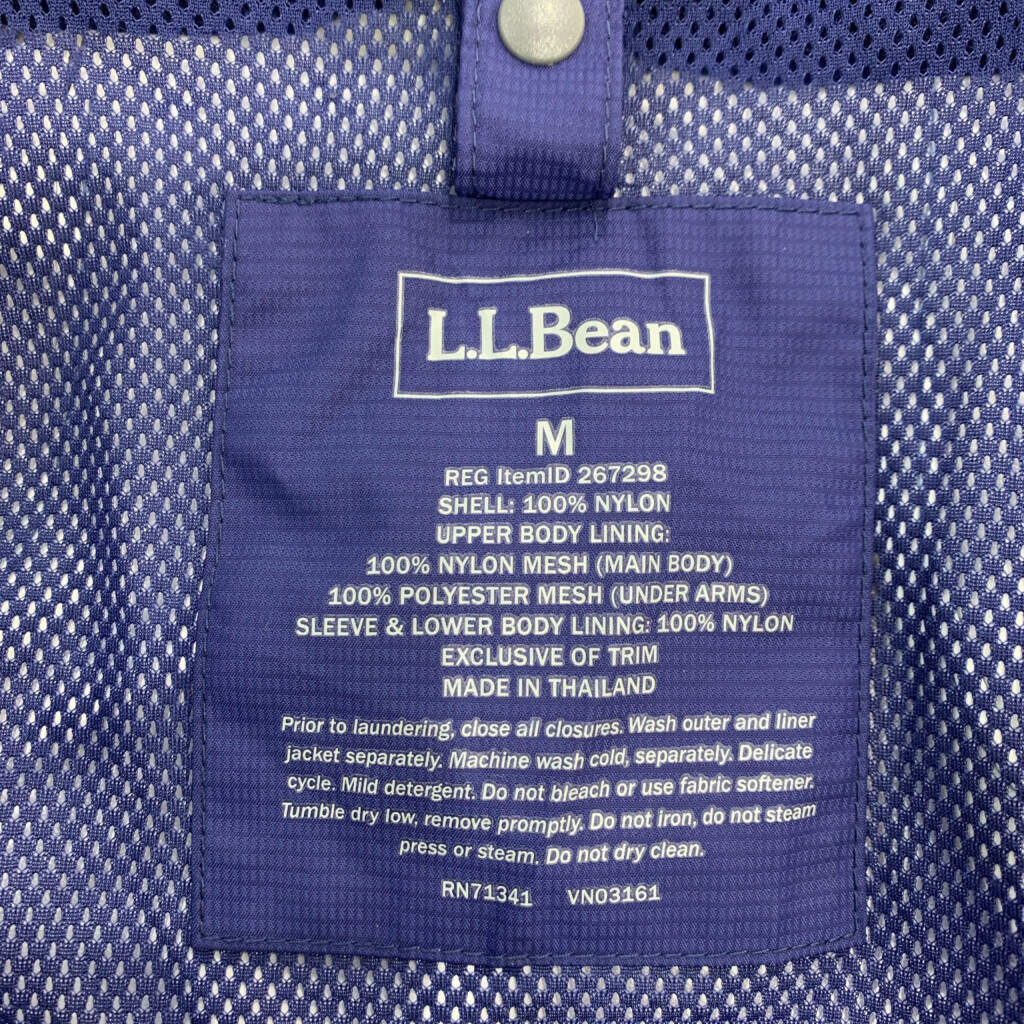 L.L.Bean
M
REG ItemID 267298
SHELL: 100% NYLON
UPPER BODY LINING:
100% NYLON MESH (MAIN BODY)
100% POLYESTER MESH (UNDER ARMS)
SLEEVE & LOWER BODY LINING: 100% NYLON
EXCLUSIVE OF TRIM
MADE IN THAILAND
Prior to laundering, close all closures. Wash outer and liner
jacket separately. Machine wash cold, separately. Delicate
cycle. Mild detergent. Do not bleach or use fabric softener.
Tumble dry low, remove promptly. Do not iron, do not steam
press or steam. Do not dry clean.
RN71341 VN03161